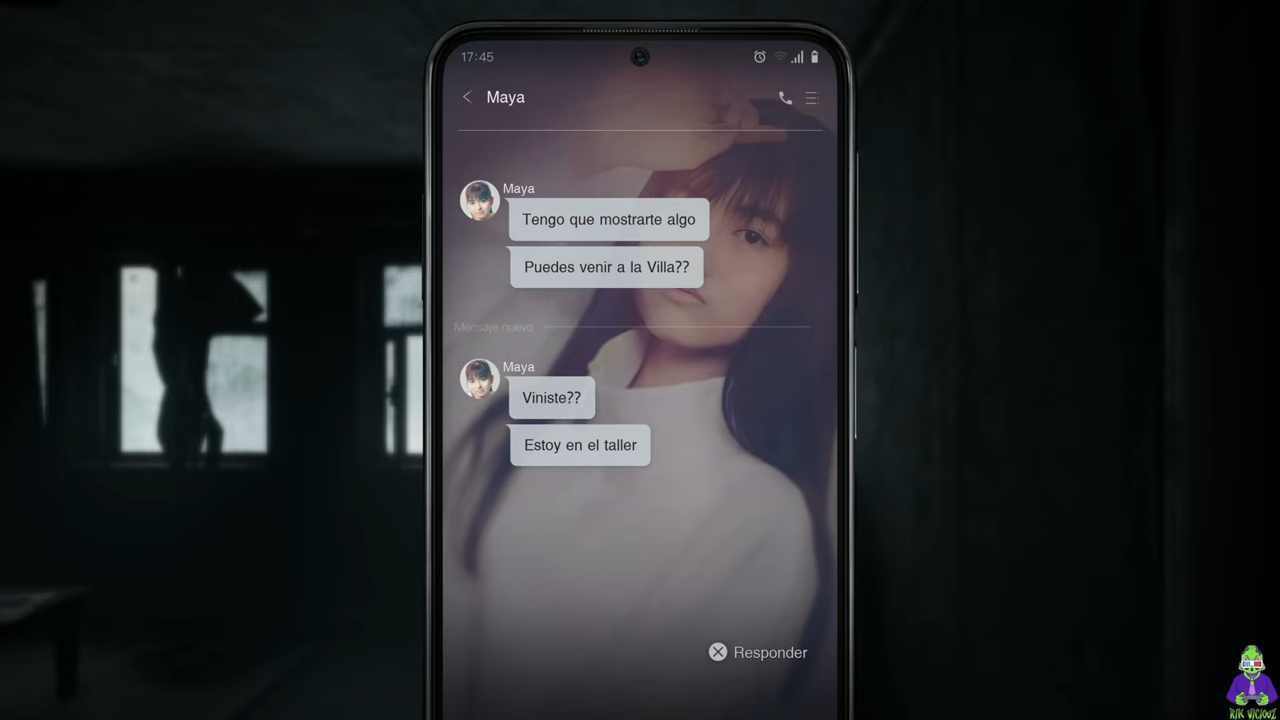 17:45
Maya
Maya
Tengo que mostrarte algo
Puedes venir a la Villa??
Mensaje nuevo
Maya
Viniste??
Estoy en el taller
Responder
RIK VICIOUZ